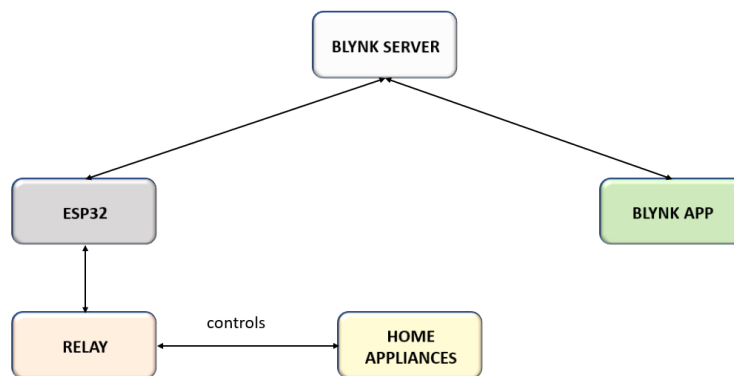 BLYNK SERVER
ESP32
BLYNK APP
controls
RELAY
HOME
APPLIANCES